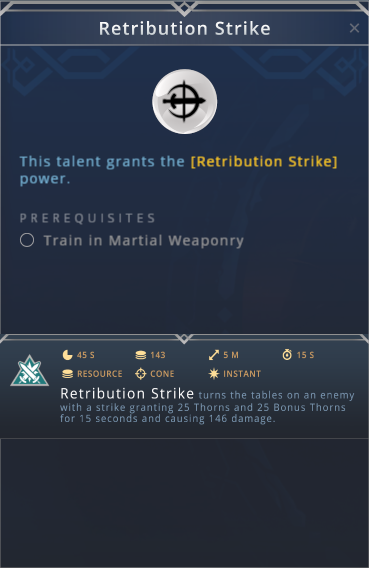 Retribution Strike
This talent grants the [Retribution Strike]
power.
PREREQUISITES
Train in Martial Weaponry
45 S 143 5 M 15 S
RESOURCE CONE INSTANT
Retribution Strike turns the tables on an enemy
with a strike granting 25 Thorns and 25 Bonus Thorns
for 15 seconds and causing 146 damage.